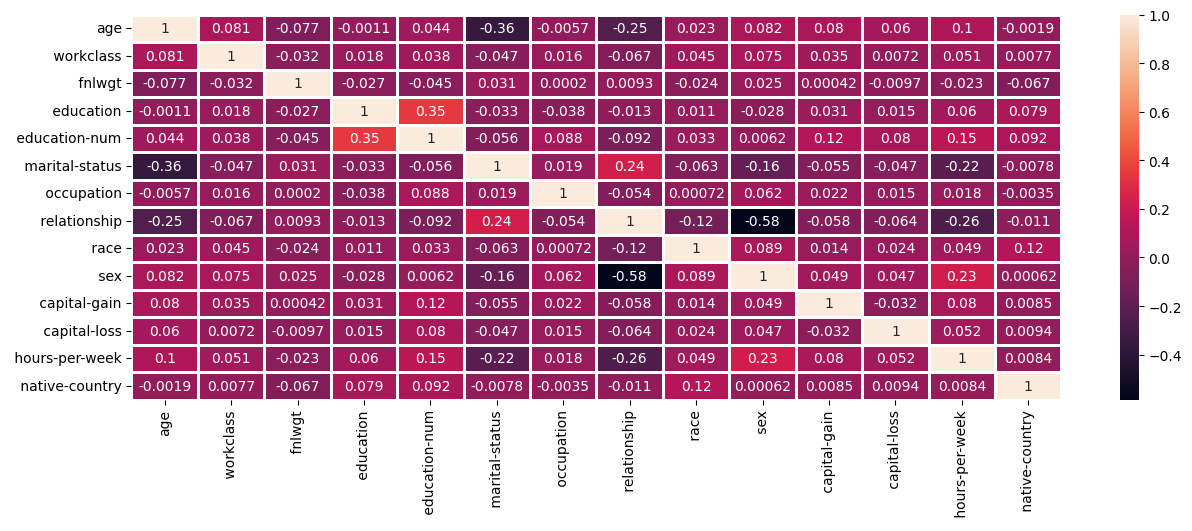 age 1 0.081 -0.077 -0.0011 0.044 -0.36 -0.0057 -0.25 0.023 0.082 0.08 0.06 0.1 -0.0019
workclass 0.081 1 -0.032 0.018 0.038 -0.047 0.016 -0.067 0.045 0.075 0.035 0.0072 0.051 0.0077
fnlwgt -0.077 -0.032 1 -0.027 -0.045 0.031 0.0002 0.0093 -0.024 0.025 0.00042 -0.0097 -0.023 -0.067
education -0.0011 0.018 -0.027 1 0.35 -0.033 -0.038 -0.013 0.011 -0.028 0.031 0.015 0.06 0.079
education-num 0.044 0.038 -0.045 0.35 1 -0.056 0.088 -0.092 0.033 0.0062 0.12 0.08 0.15 0.092
marital-status -0.36 -0.047 0.031 -0.033 -0.056 1 0.019 0.24 -0.063 -0.16 -0.055 -0.047 -0.22 -0.0078
occupation -0.0057 0.016 0.0002 -0.038 0.088 0.019 1 -0.054 0.00072 0.062 0.022 0.015 0.018 -0.0035
relationship -0.25 -0.067 0.0093 -0.013 -0.092 0.24 -0.054 1 -0.12 -0.58 -0.058 -0.064 -0.26 -0.011
race 0.023 0.045 -0.024 0.011 0.033 -0.063 0.00072 -0.12 1 0.089 0.014 0.024 0.049 0.12
sex 0.082 0.075 0.025 -0.028 0.0062 -0.16 0.062 -0.58 0.089 1 0.049 0.047 0.23 0.00062
capital-gain 0.08 0.035 0.00042 0.031 0.12 -0.055 0.022 -0.058 0.014 0.049 1 -0.032 0.08 0.0085
capital-loss 0.06 0.0072 -0.0097 0.015 0.08 -0.047 0.015 -0.064 0.024 0.047 -0.032 1 0.052 0.0094
hours-per-week 0.1 0.051 -0.023 0.06 0.15 -0.22 0.018 -0.26 0.049 0.23 0.08 0.052 1 0.0084
native-country -0.0019 0.0077 -0.067 0.079 0.092 -0.0078 -0.0035 -0.011 0.12 0.00062 0.0085 0.0094 0.0084 1
age
workclass
fnlwgt
education
education-num
marital-status
occupation
relationship
race
sex
capital-gain
capital-loss
hours-per-week
native-country
1.0
0.8
0.6
0.4
0.2
0.0
−0.2
−0.4